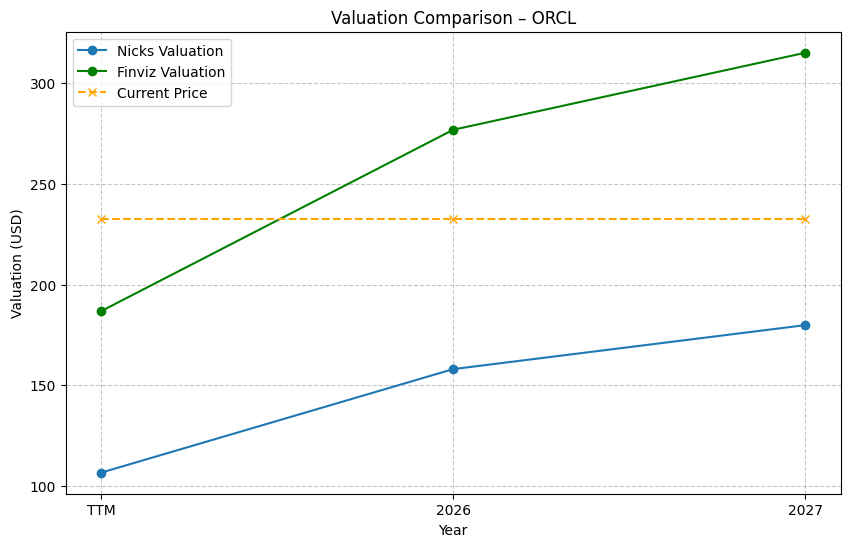 Valuation Comparison – ORCL
Nicks Valuation
Finviz Valuation
Current Price
Valuation (USD)
300
250
200
150
100
TTM
2026
2027
Year